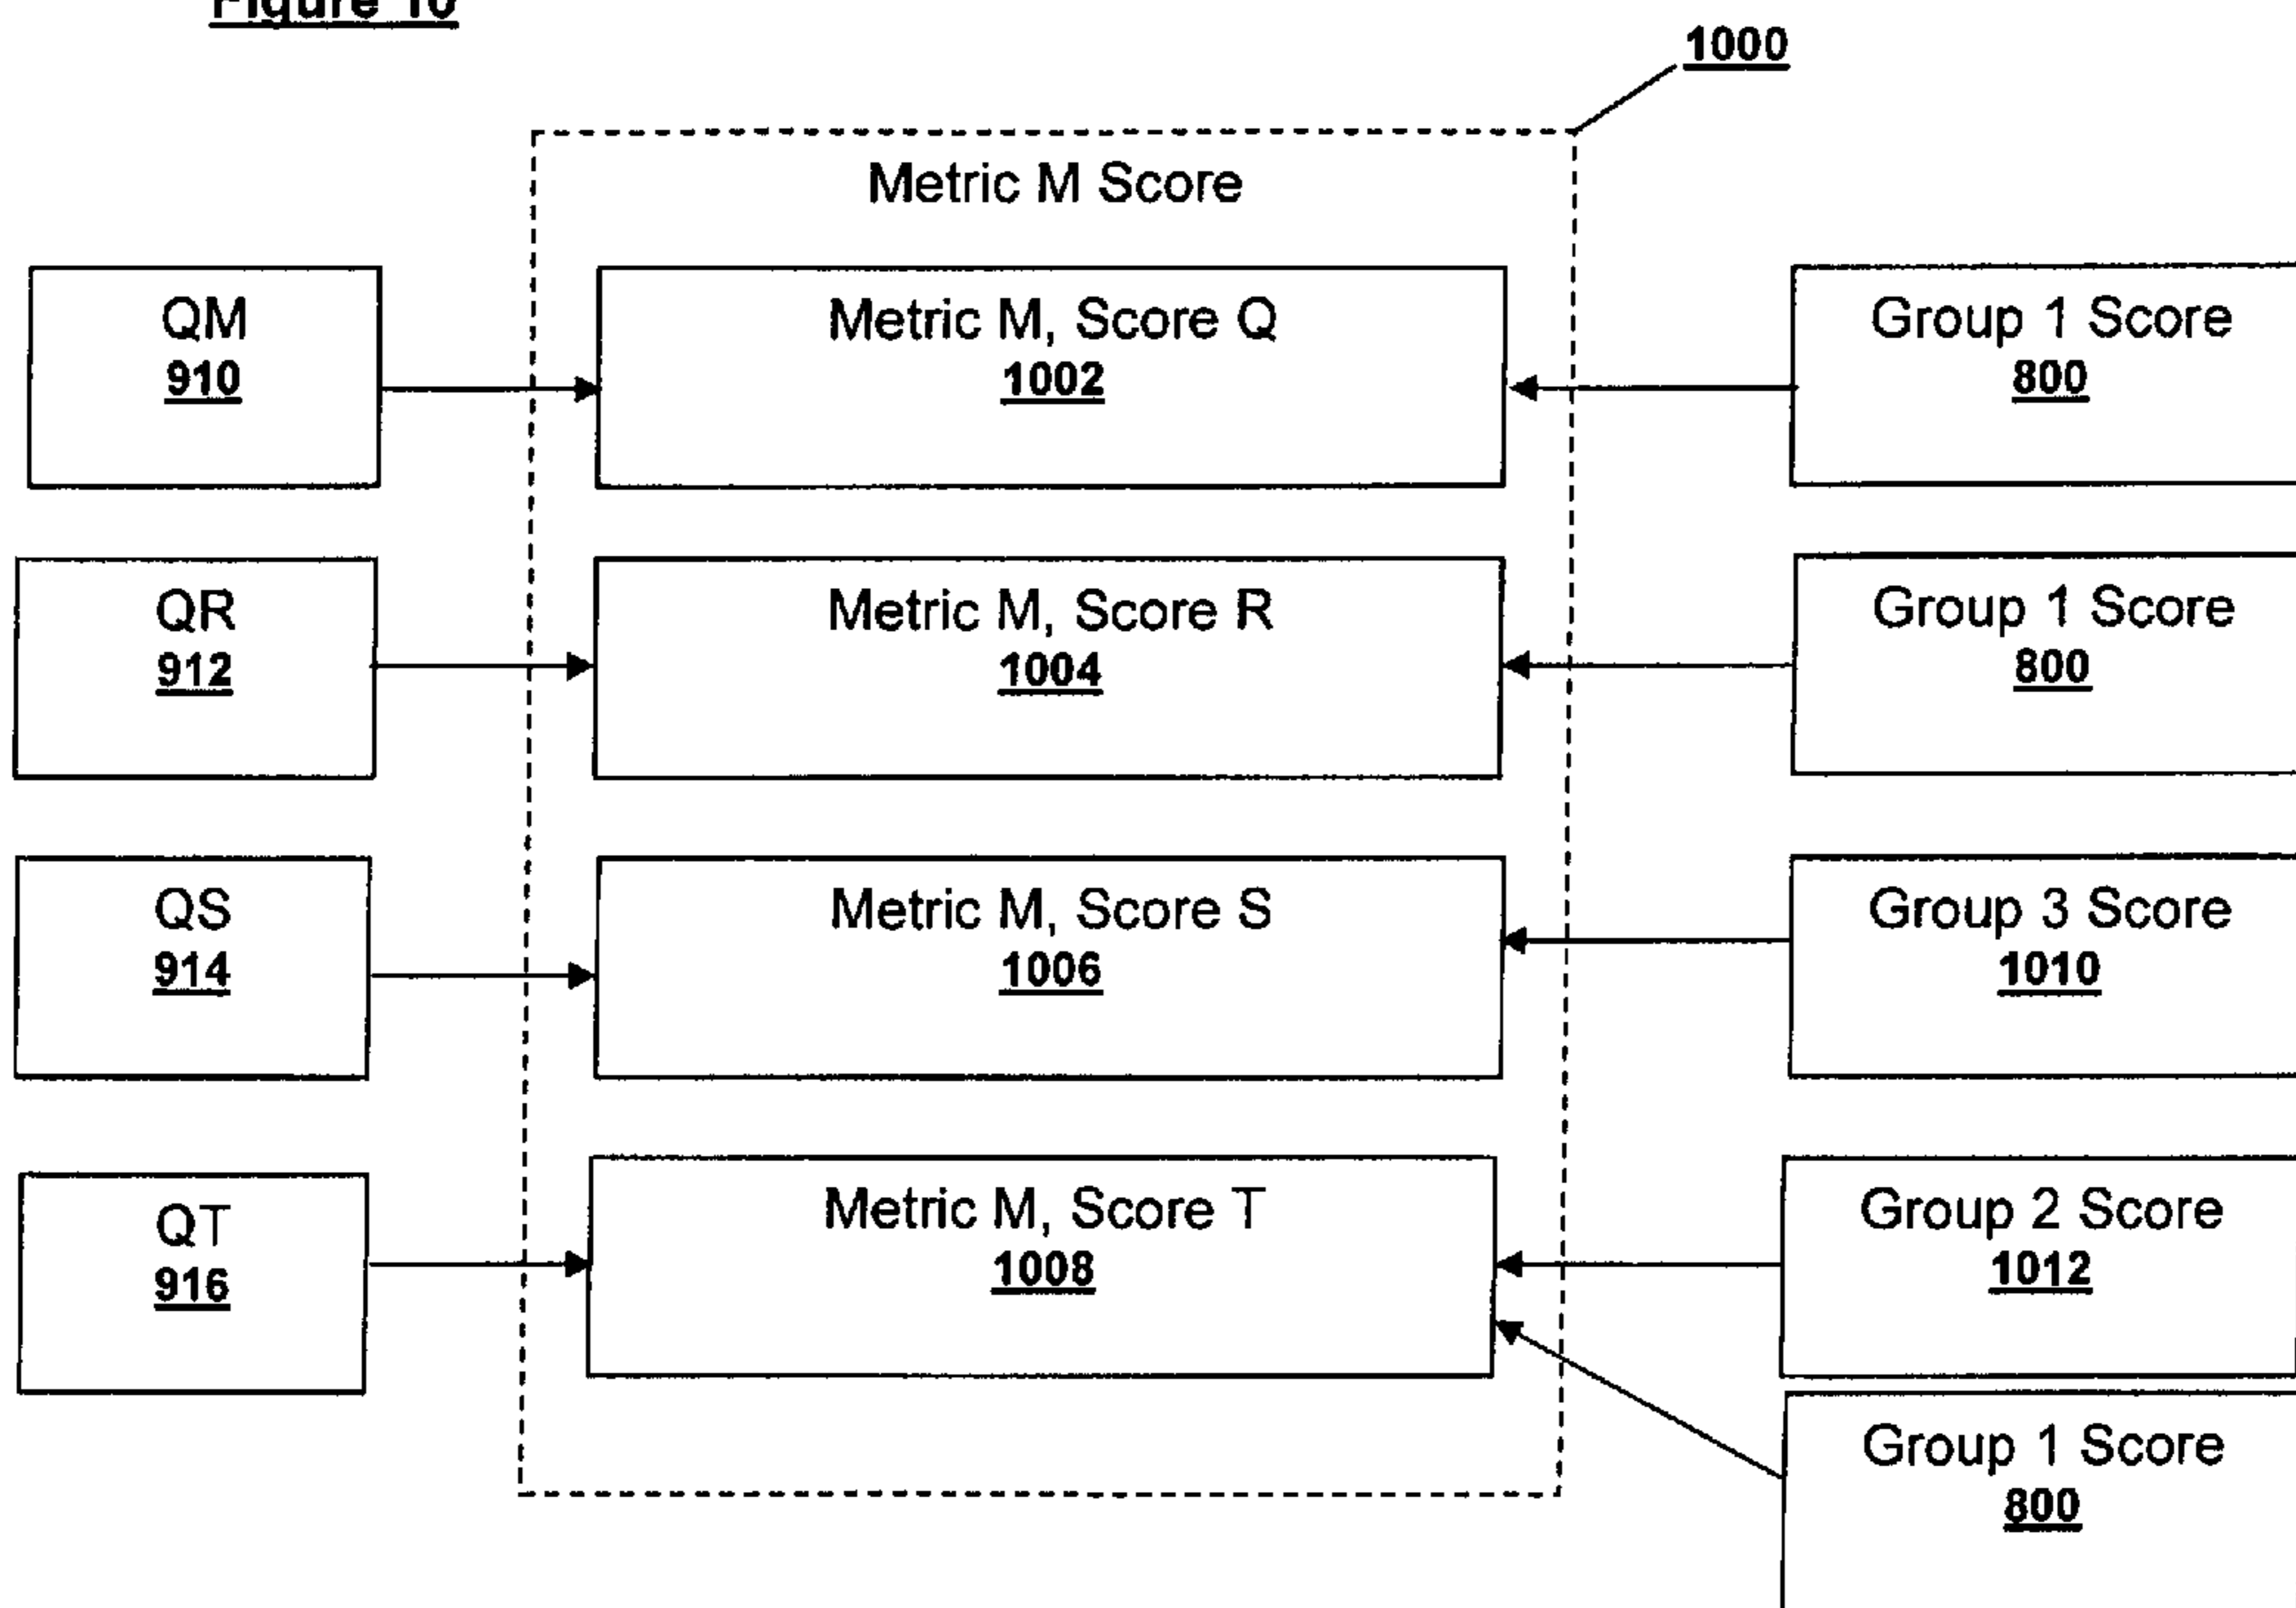 Figure 10
1000
Metric M Score
QM
910
Metric M, Score Q
1002
Group 1 Score
800
QR
912
Metric M, Score R
1004
Group 1 Score
800
QS
914
Metric M, Score S
1006
Group 3 Score
1010
QT
916
Metric M, Score T
1008
Group 2 Score
1012
Group 1 Score
800